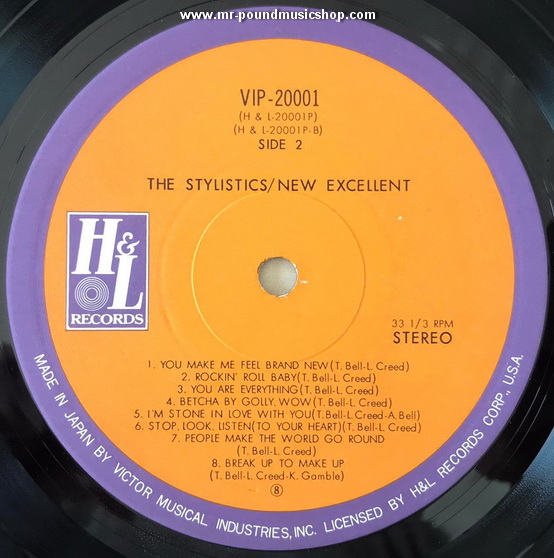 www.mr-poundmusicshop.com
VIP-20001
(H & L-20001P)
(H & L-20001P-B)
SIDE 2
THE STYLISTICS/NEW EXCELLENT
H&L
RECORDS
33 1/3 RPM
STEREO
1. YOU MAKE ME FEEL BRAND NEW(T. Bell-L. Creed)
2. ROCKIN' ROLL BABY(T. Bell-L. Creed)
3. YOU ARE EVERYTHING(T. Bell-L. Creed)
4. BETCHA BY GOLLY, WOW(T. Bell-L. Creed)
5. I'M STONE IN LOVE WITH YOU(T. Bell-L. Creed-A. Bell)
6. STOP, LOOK, LISTEN(TO YOUR HEART)(T. Bell-L. Creed)
7. PEOPLE MAKE THE WORLD GO ROUND
(T. Bell-L. Creed)
8. BREAK UP TO MAKE UP
(T. Bell-L. Creed-K. Gamble)
⑧
MADE IN JAPAN BY VICTOR MUSICAL INDUSTRIES, INC. LICENSED BY H&L RECORDS CORP., U.S.A.